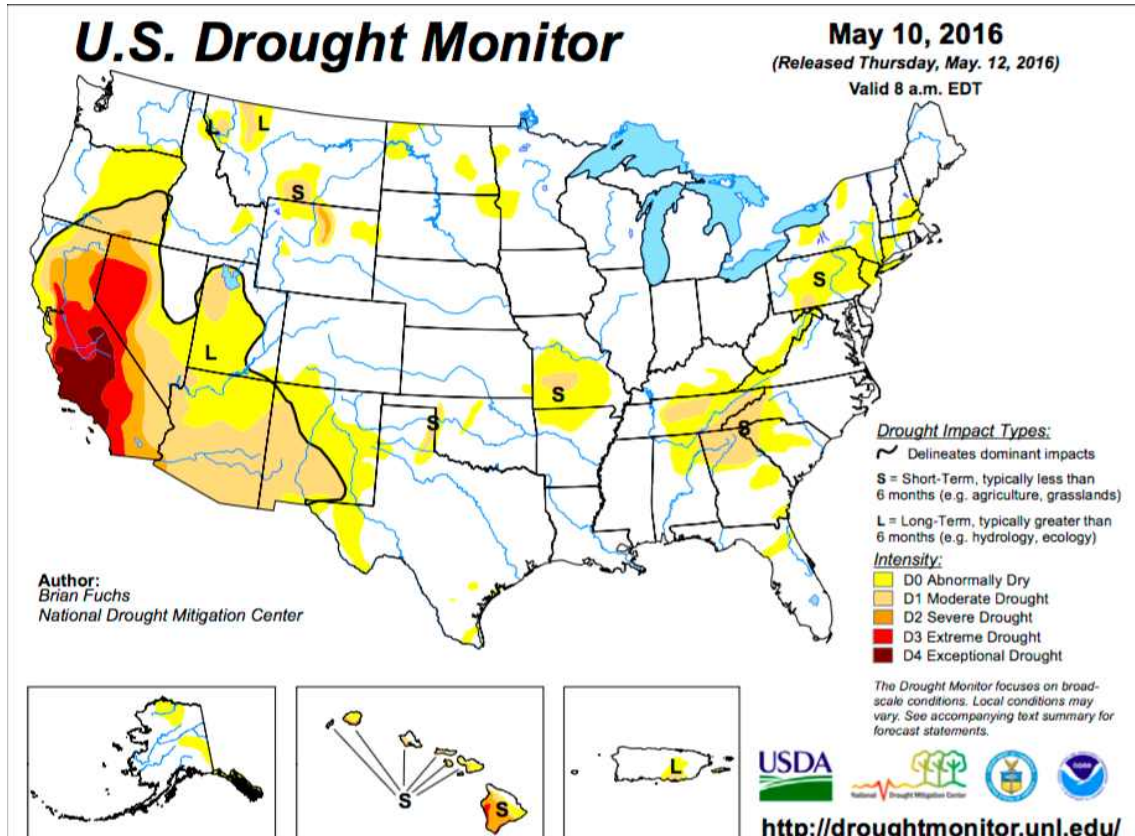 U.S. Drought Monitor
May 10, 2016
(Released Thursday, May. 12, 2016)
Valid 8 a.m. EDT
L
L
S
S
L
S
S
S
Drought Impact Types:
Delineates dominant impacts
S = Short-Term, typically less than
6 months (e.g. agriculture, grasslands)
L = Long-Term, typically greater than
6 months (e.g. hydrology, ecology)
Intensity:
D0 Abnormally Dry
D1 Moderate Drought
D2 Severe Drought
D3 Extreme Drought
D4 Exceptional Drought
Author:
Brian Fuchs
National Drought Mitigation Center
The Drought Monitor focuses on broad-
scale conditions. Local conditions may
vary. See accompanying text summary for
forecast statements.
S
S
L
USDA
National Drought Mitigation Center
http://droughtmonitor.unl.edu/